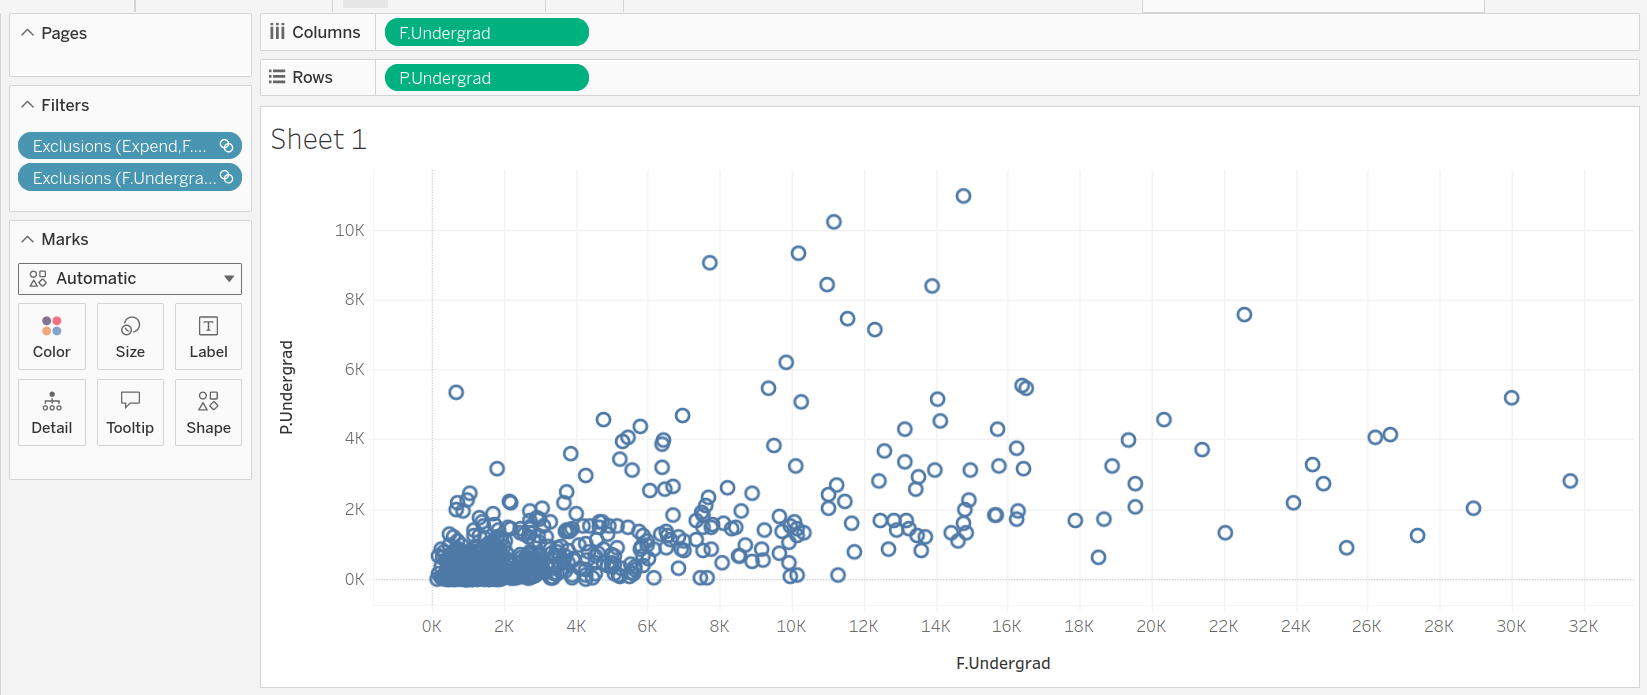 Pages
Columns
F.Undergrad
Rows
P.Undergrad
Filters
Exclusions (Expend,F....
Exclusions (F.Undergra...
Marks
Automatic
Color
Size
Label
Detail
Tooltip
Shape
Sheet 1
P.Undergrad
10K
8K
6K
4K
2K
0K
0K 2K 4K 6K 8K 10K 12K 14K 16K 18K 20K 22K 24K 26K 28K 30K 32K
F.Undergrad